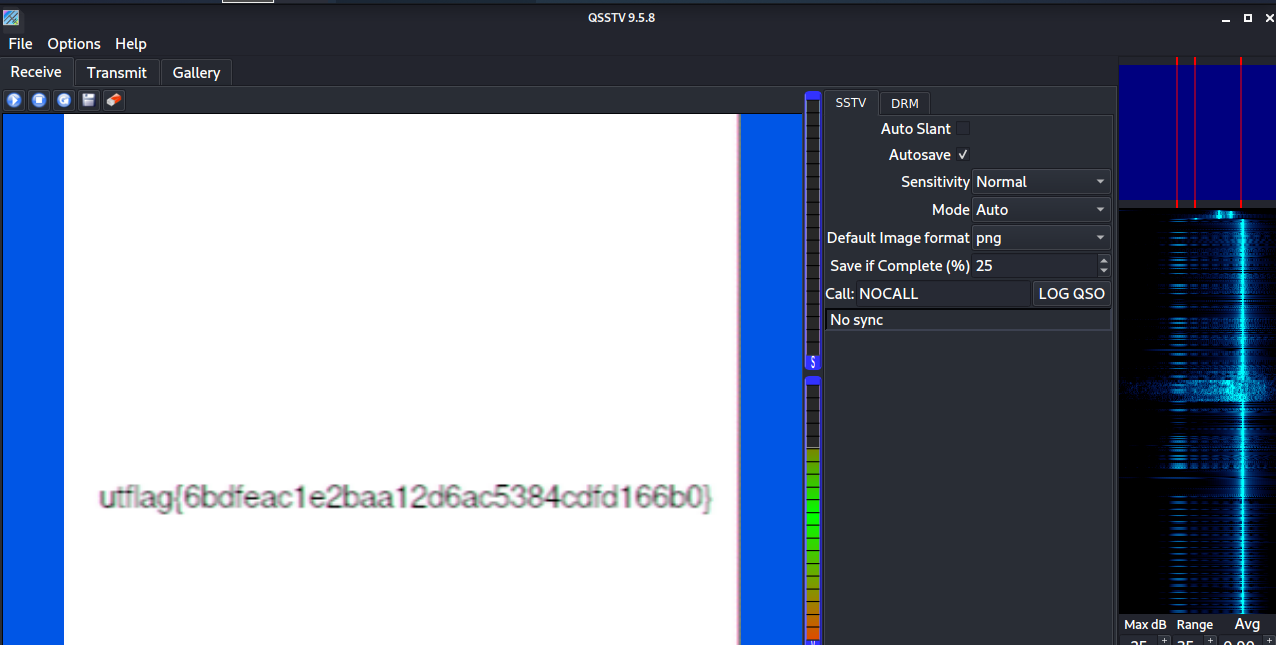 QSSTV 9.5.8
File Options Help
Receive Transmit Gallery
SSTV DRM
Auto Slant
Autosave
Sensitivity Normal
Mode Auto
Default Image format png
Save if Complete (%) 25
Call: NOCALL LOG QSO
No sync
S
utflag{6bdfeac1e2baa12d6ac5384cdfd166b0}
Max dB Range Avg